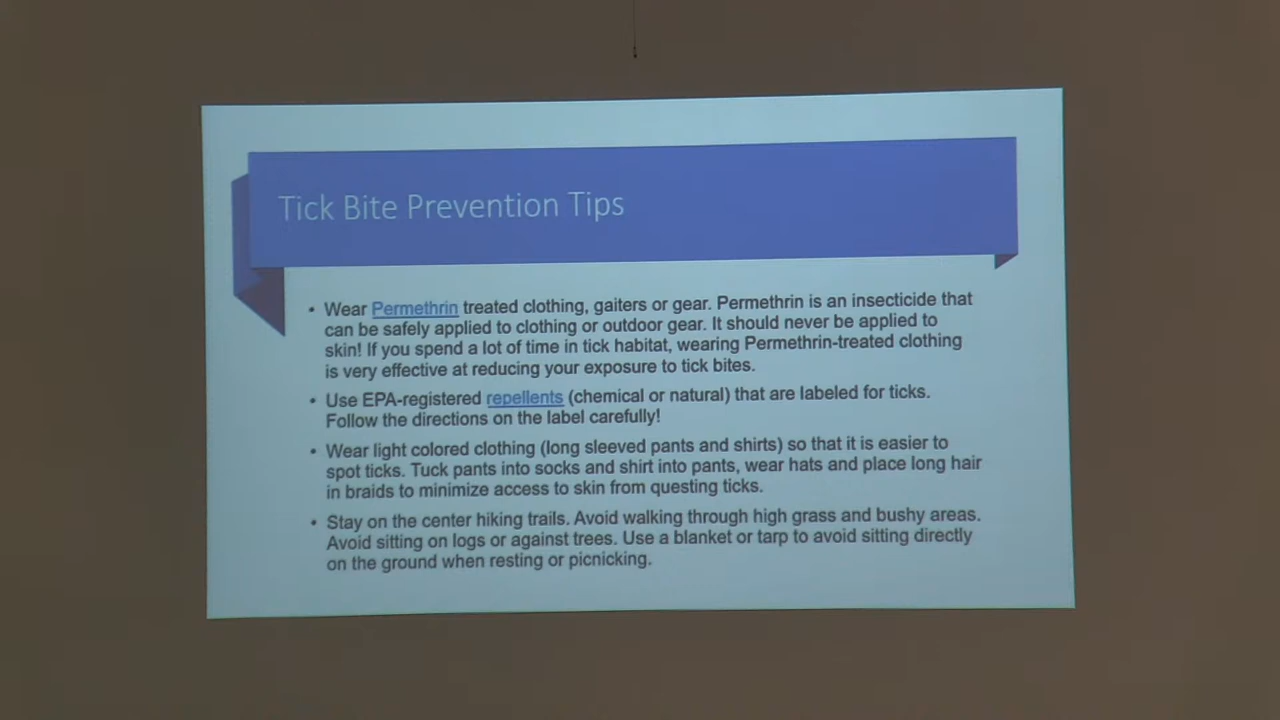 Tick Bite Prevention Tips
• Wear Permethrin treated clothing, gaiters or gear. Permethrin is an insecticide that
can be safely applied to clothing or outdoor gear. It should never be applied to
skin! If you spend a lot of time in tick habitat, wearing Permethrin-treated clothing
is very effective at reducing your exposure to tick bites.
• Use EPA-registered repellents (chemical or natural) that are labeled for ticks.
Follow the directions on the label carefully!
• Wear light colored clothing (long sleeved pants and shirts) so that it is easier to
spot ticks. Tuck pants into socks and shirt into pants, wear hats and place long hair
in braids to minimize access to skin from questing ticks.
• Stay on the center hiking trails. Avoid walking through high grass and bushy areas.
Avoid sitting on logs or against trees. Use a blanket or tarp to avoid sitting directly
on the ground when resting or picnicking.